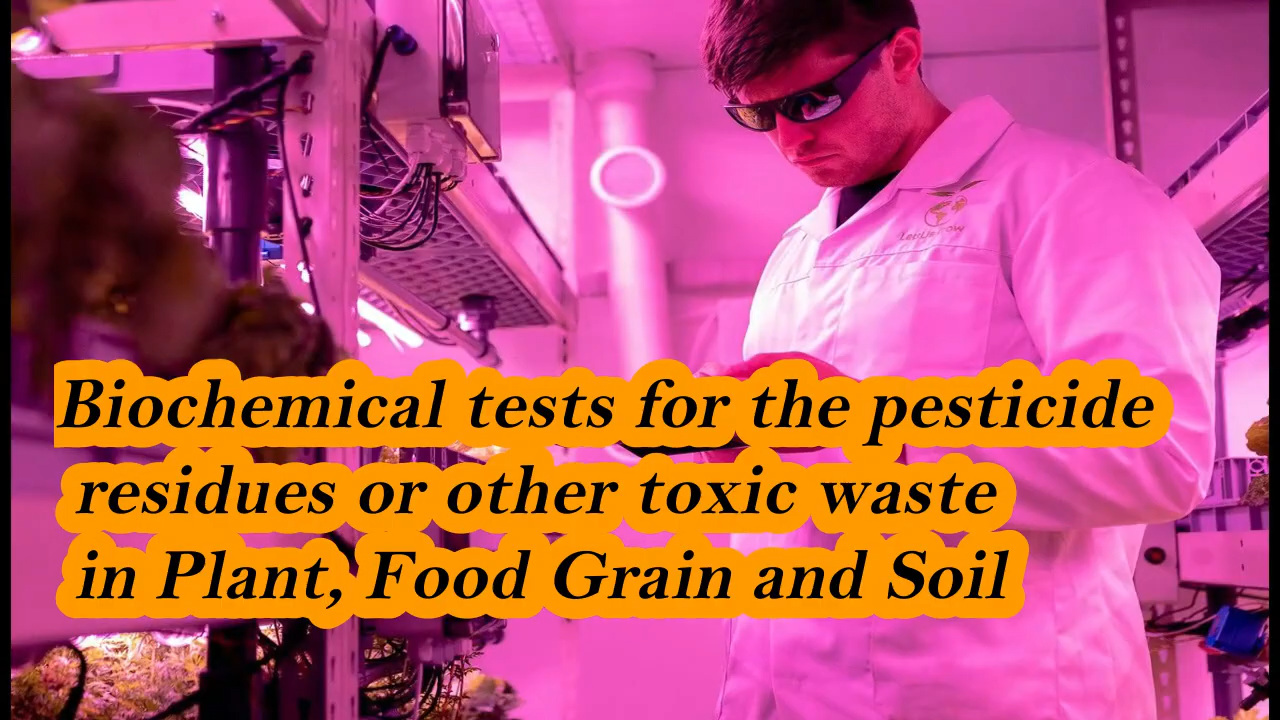 Biochemical tests for the pesticide
residues or other toxic waste
in Plant, Food Grain and Soil